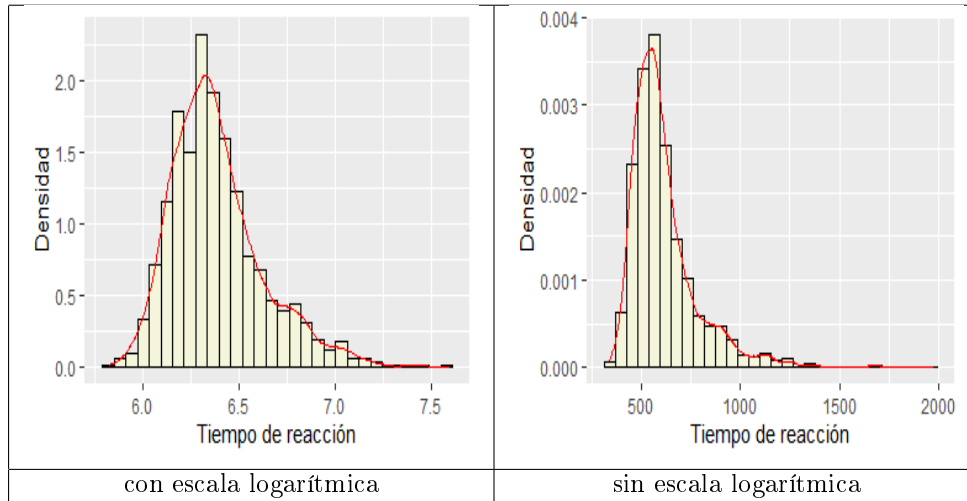 Densidad
2.0
1.5
1.0
0.5
0.0
6.0 6.5 7.0 7.5
Tiempo de reacción
con escala logarítmica
Densidad
0.004
0.003
0.002
0.001
0.000
500 1000 1500 2000
Tiempo de reacción
sin escala logarítmica